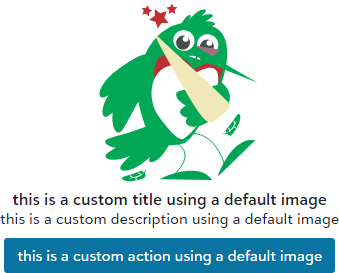 this is a custom title using a default image
this is a custom description using a default image
this is a custom action using a default image